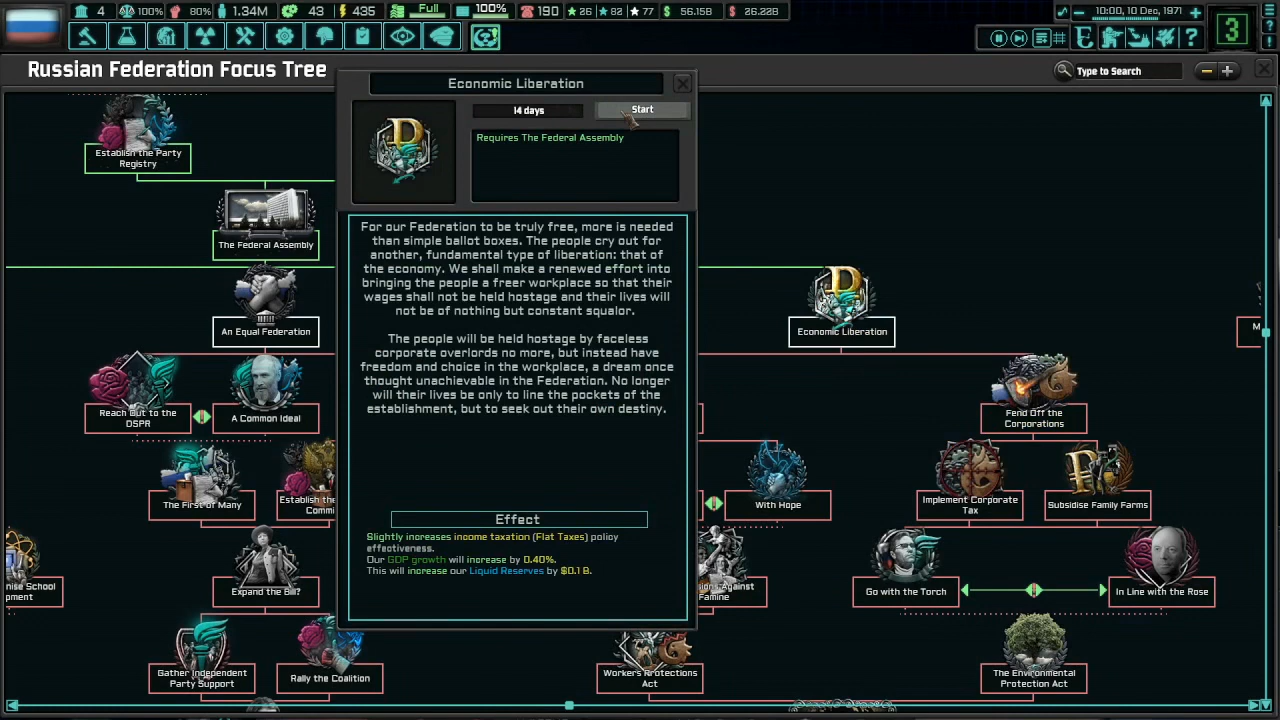 4
100%
80%
1.34M
43
435
Full
100%
190
26
82
77
56.15B
26.22B
10:00, 10 Dec, 1971
3
Russian Federation Focus Tree
Type to Search
Economic Liberation
14 days
Start
Requires The Federal Assembly
For our Federation to be truly free, more is needed
than simple ballot boxes. The people cry out for
another, fundamental type of liberation: that of
the economy. We shall make a renewed effort into
bringing the people a freer workplace so that their
wages shall not be held hostage and their lives will
not be of nothing but constant squalor.
The people will be held hostage by faceless
corporate overlords no more, but instead have
freedom and choice in the workplace, a dream once
thought unachievable in the Federation. No longer
will their lives be only to line the pockets of the
establishment, but to seek out their own destiny.
Effect
Slightly increases income taxation (Flat Taxes) policy
effectiveness.
Our GDP growth will increase by 0.40%.
This will increase our Liquid Reserves by $0.1 B.
Establish the Party
Registry
The Federal Assembly
An Equal Federation
Economic Liberation
Reach Out to the
DSPR
A Common Ideal
Fend Off the
Corporations
The First of Many
Establish the
Commi
With Hope
Implement Corporate
Tax
Subsidise Family Farms
nise School
opment
Expand the Bill?
ions Against
Famine
Go with the Torch
In Line with the Rose
Gather Independent
Party Support
Rally the Coalition
Workers Protections
Act
The Environmental
Protection Act